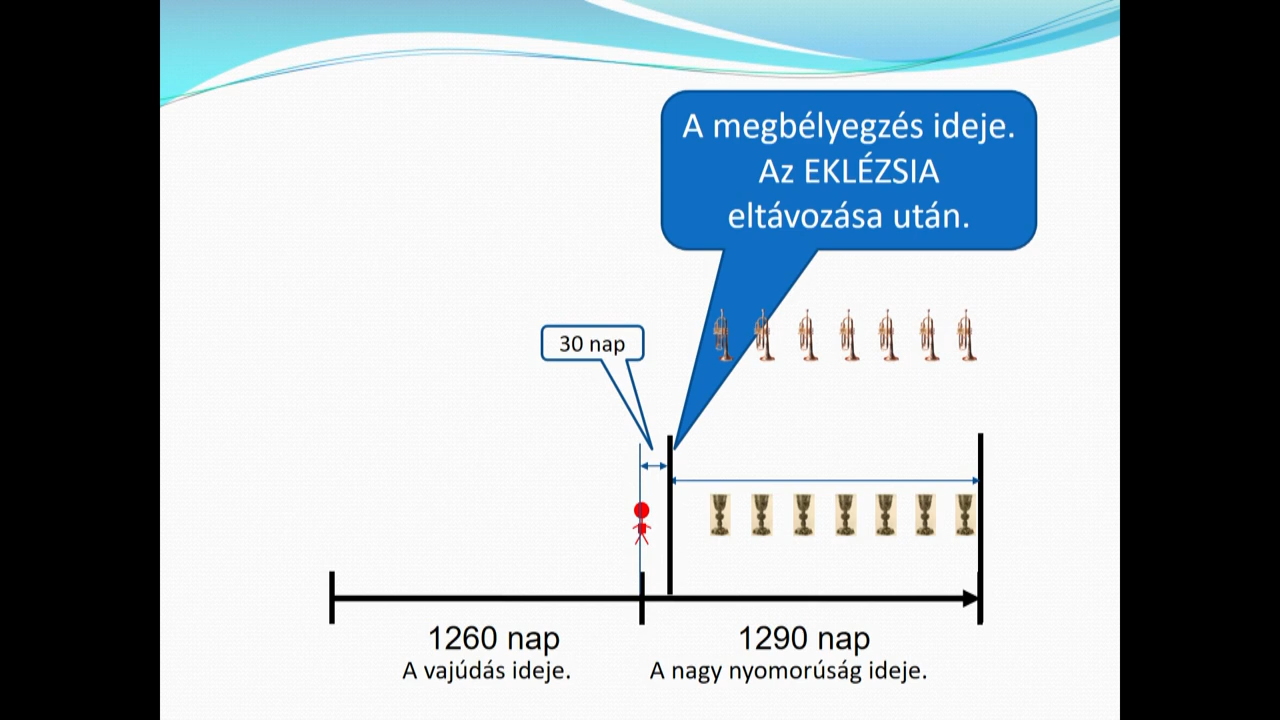 A megbélyegzés ideje.
Az EKLÉZSIA
eltávozása után.
30 nap
1260 nap
A vajúdás ideje.
1290 nap
A nagy nyomorúság ideje.